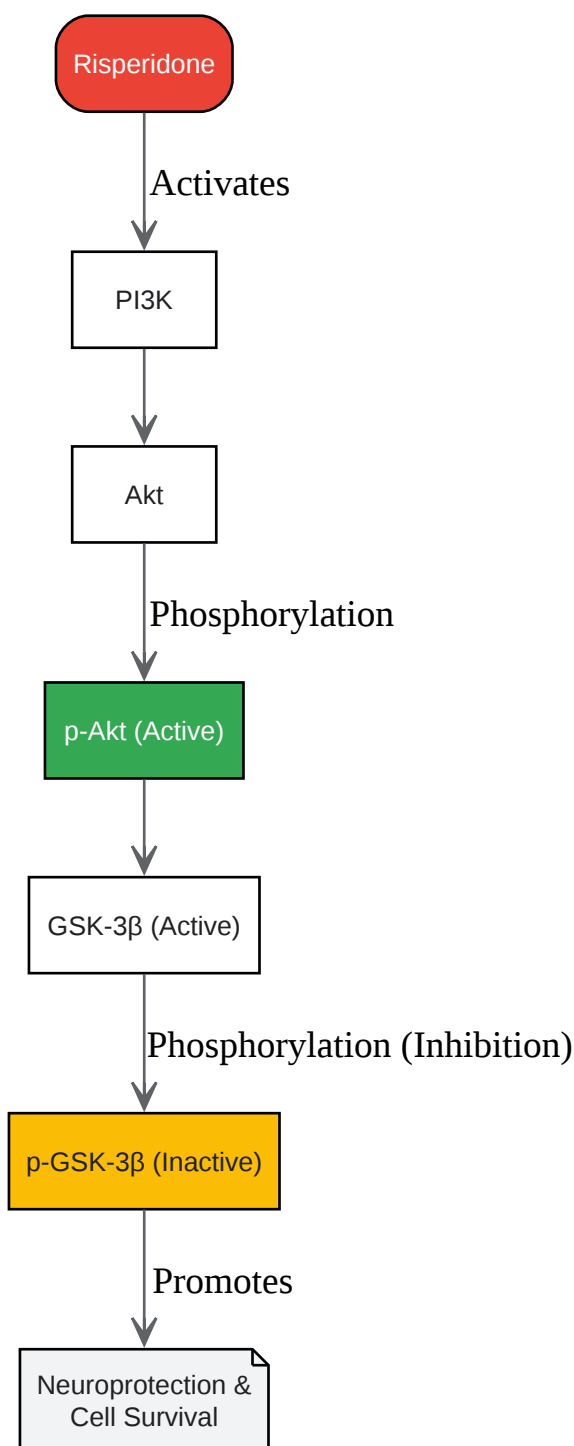 Risperidone
Activates
PI3K
Akt
Phosphorylation
p-Akt (Active)
GSK-3β (Active)
Phosphorylation (Inhibition)
p-GSK-3β (Inactive)
Promotes
Neuroprotection &
Cell Survival